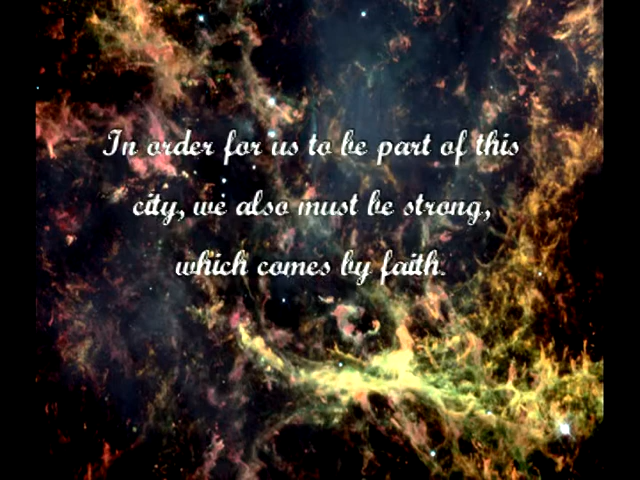 In order for us to be part of this
city, we also must be strong,
which comes by faith.